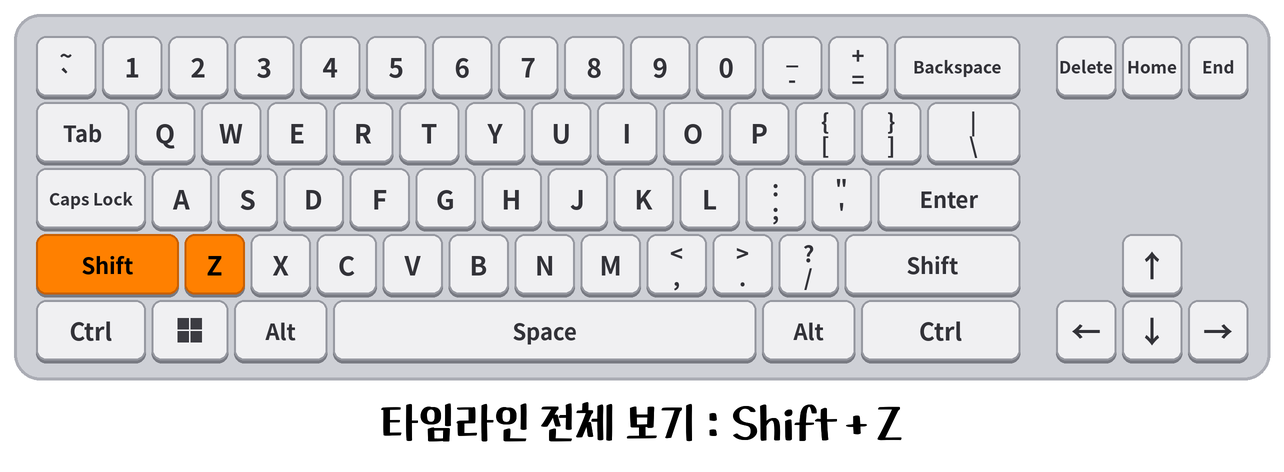 ~ 1 2 3 4 5 6 7 8 9 0 _ + Backspace Delete Home End
` - =
Tab Q W E R T Y U I O P { } |
[ ] \
Caps Lock A S D F G H J K L : " Enter
; '
Shift Z X C V B N M < > ? Shift ↑
, . /
Ctrl Alt Space Alt Ctrl ← ↓ →
타임라인 전체 보기 : Shift + Z